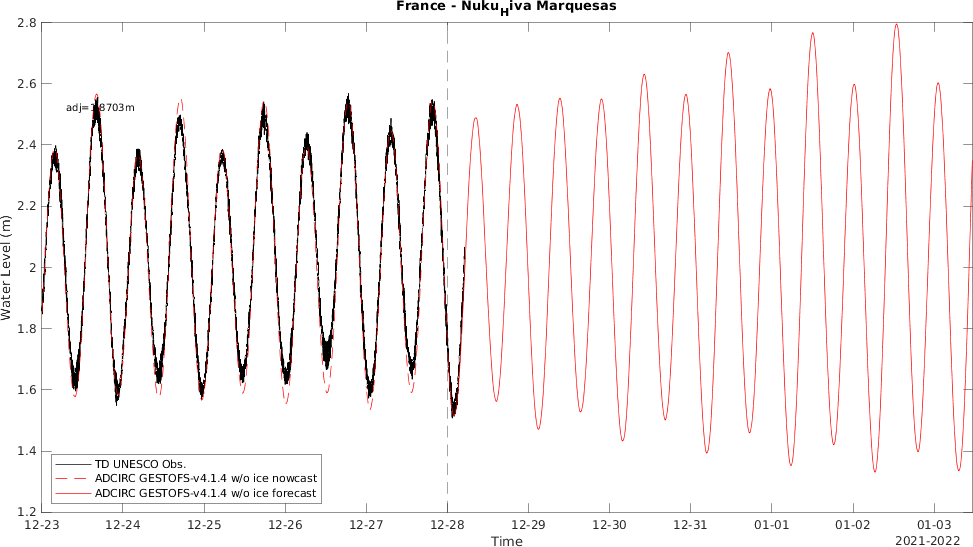 France - Nuku_Hiva Marquesas
2.8
2.6
adj=1.8703m
2.4
2.2
Water Level (m)
2
1.8
1.6
1.4
TD UNESCO Obs.
ADCIRC GESTOFS-v4.1.4 w/o ice nowcast
ADCIRC GESTOFS-v4.1.4 w/o ice forecast
1.2
12-23 12-24 12-25 12-26 12-27 12-28 12-29 12-30 12-31 01-01 01-02 01-03
Time
2021-2022